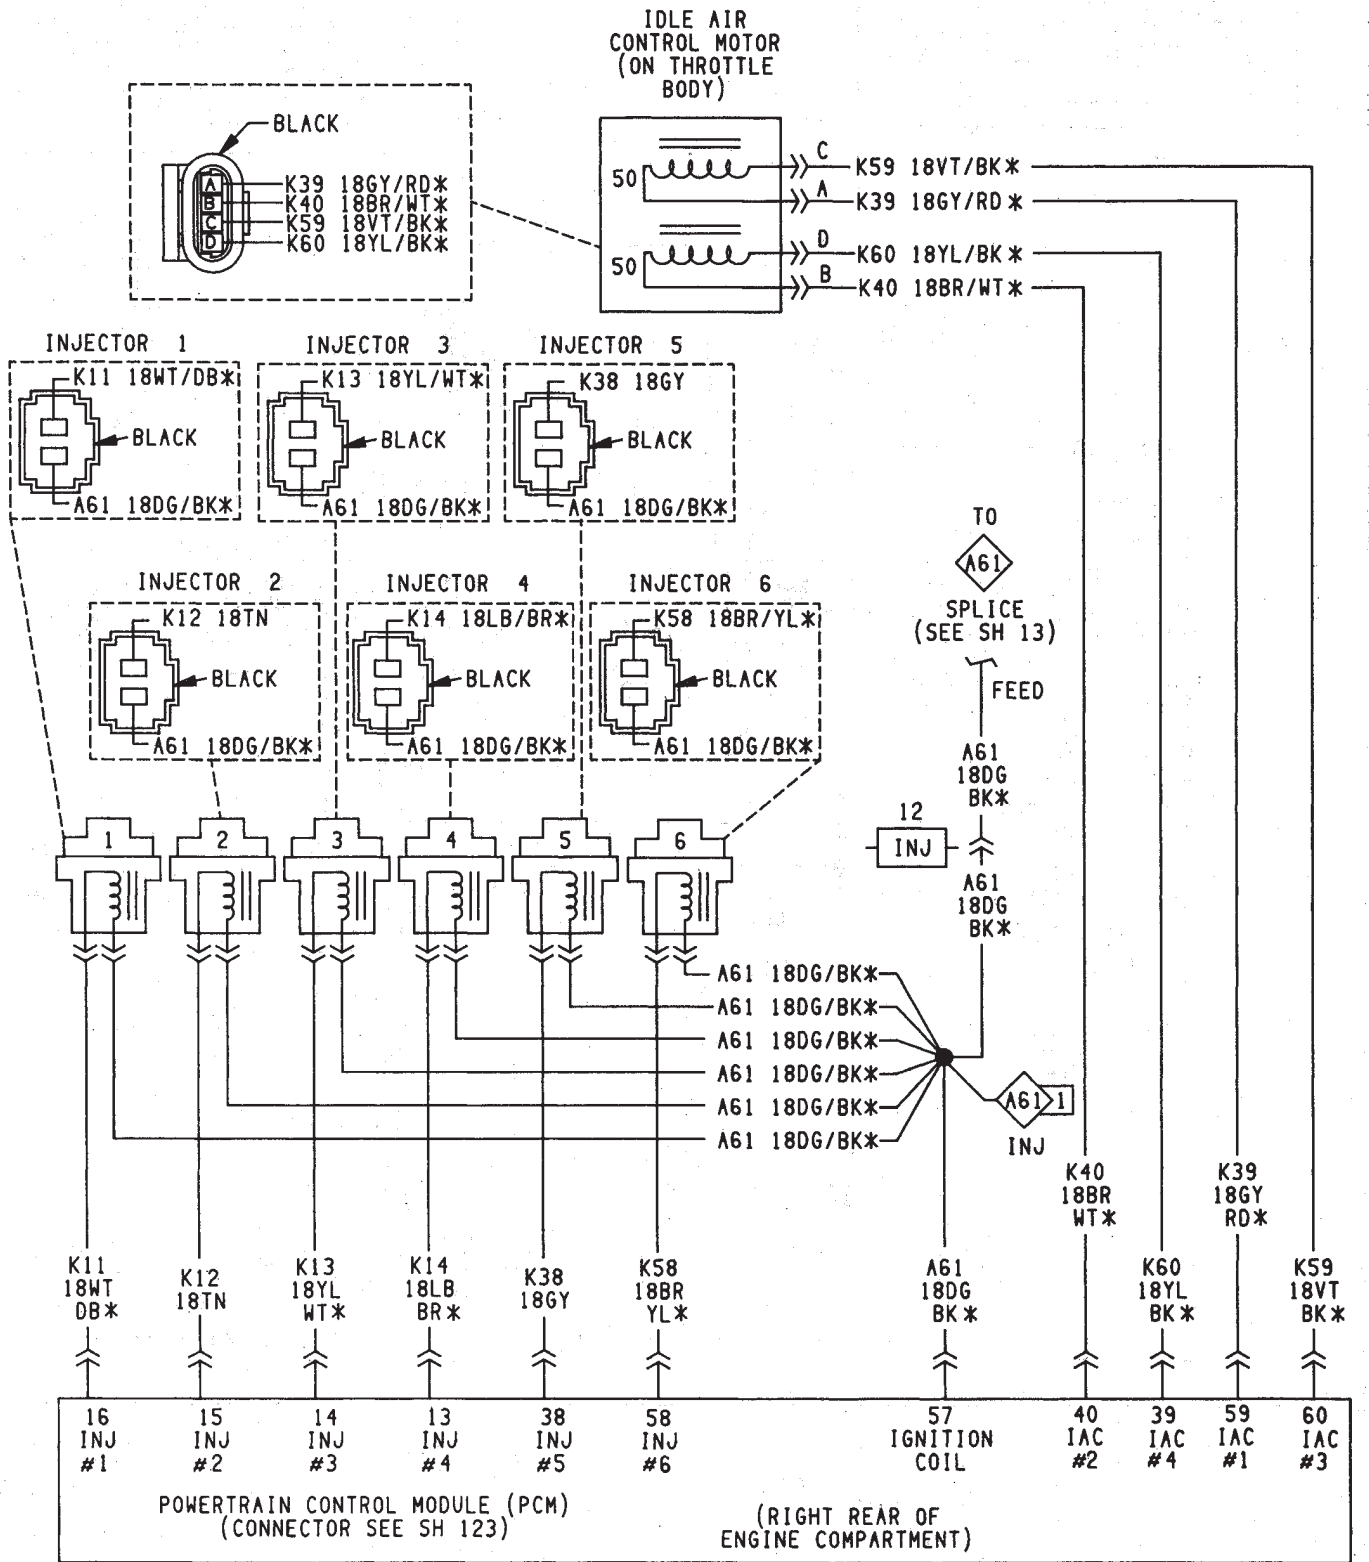 IDLE AIR
CONTROL MOTOR
(ON THROTTLE
BODY)
BLACK
A
B
C
D
K39 18GY/RD*
K40 18BR/WT*
K59 18VT/BK*
K60 18YL/BK*
50
50
C
K59 18VT/BK*
A
K39 18GY/RD*
D
K60 18YL/BK*
B
K40 18BR/WT*
INJECTOR 1
K11 18WT/DB*
BLACK
A61 18DG/BK*
INJECTOR 3
K13 18YL/WT*
BLACK
A61 18DG/BK*
INJECTOR 5
K38 18GY
BLACK
A61 18DG/BK*
INJECTOR 2
K12 18TN
BLACK
A61 18DG/BK*
INJECTOR 4
K14 18LB/BR*
BLACK
A61 18DG/BK*
INJECTOR 6
K58 18BR/YL*
BLACK
A61 18DG/BK*
TO
A61
SPLICE
(SEE SH 13)
FEED
A61
18DG
BK*
12
INJ
A61
18DG
BK*
1
2
3
4
5
6
A61 18DG/BK*
A61 18DG/BK*
A61 18DG/BK*
A61 18DG/BK*
A61 18DG/BK*
A61 18DG/BK*
A61 1
INJ
K11
18WT
DB*
K12
18TN
K13
18YL
WT*
K14
18LB
BR*
K38
18GY
K58
18BR
YL*
A61
18DG
BK*
K40
18BR
WT*
K60
18YL
BK*
K39
18GY
RD*
K59
18VT
BK*
16
INJ
#1
15
INJ
#2
14
INJ
#3
13
INJ
#4
38
INJ
#5
58
INJ
#6
57
IGNITION
COIL
40
IAC
#2
39
IAC
#4
59
IAC
#1
60
IAC
#3
POWERTRAIN CONTROL MODULE (PCM)
(CONNECTOR SEE SH 123)
(RIGHT REAR OF
ENGINE COMPARTMENT)